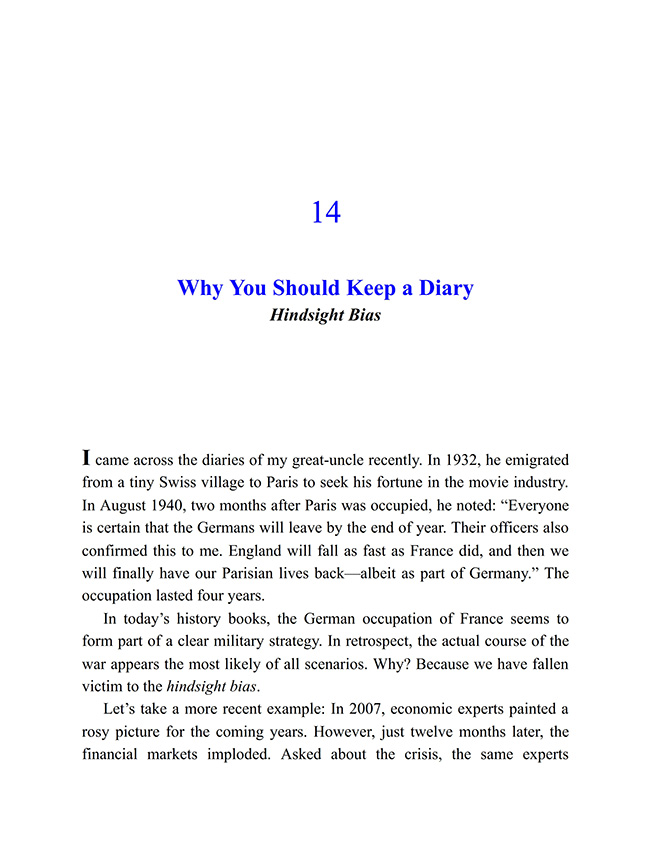 14
Why You Should Keep a Diary
Hindsight Bias
I came across the diaries of my great-uncle recently. In 1932, he emigrated
from a tiny Swiss village to Paris to seek his fortune in the movie industry.
In August 1940, two months after Paris was occupied, he noted: “Everyone
is certain that the Germans will leave by the end of year. Their officers also
confirmed this to me. England will fall as fast as France did, and then we
will finally have our Parisian lives back—albeit as part of Germany.” The
occupation lasted four years.
In today’s history books, the German occupation of France seems to
form part of a clear military strategy. In retrospect, the actual course of the
war appears the most likely of all scenarios. Why? Because we have fallen
victim to the hindsight bias.
Let’s take a more recent example: In 2007, economic experts painted a
rosy picture for the coming years. However, just twelve months later, the
financial markets imploded. Asked about the crisis, the same experts